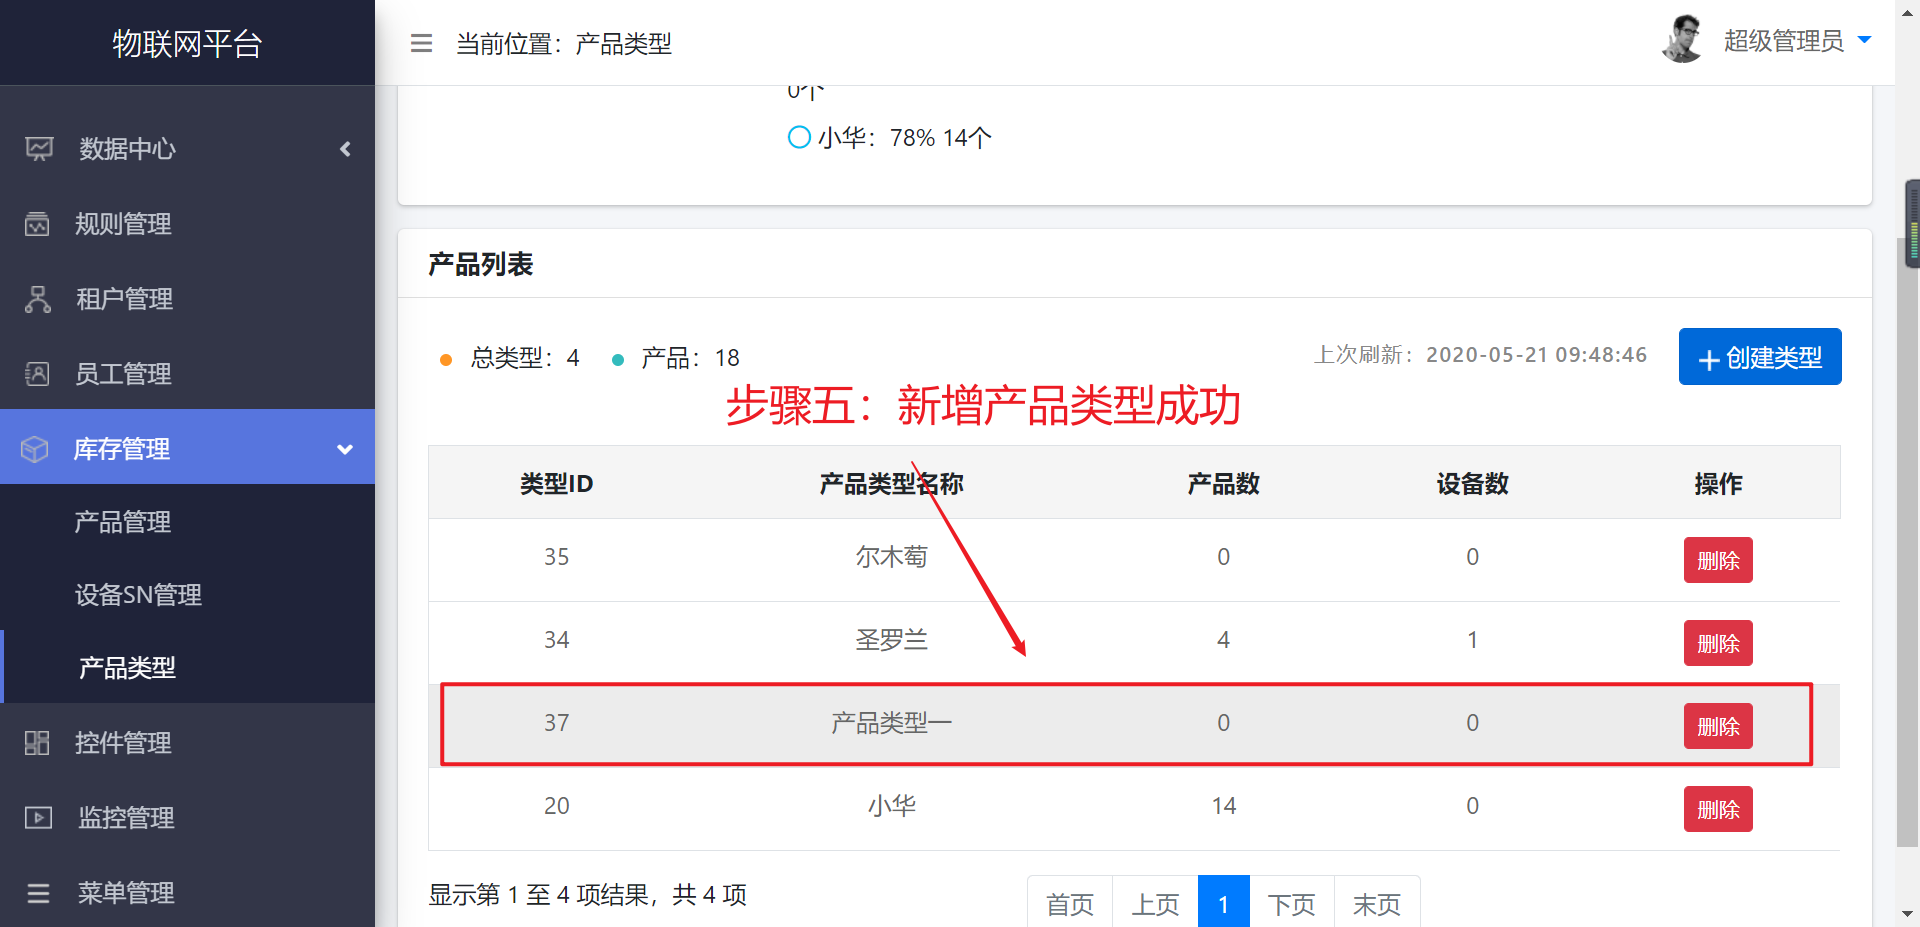 物联网平台
当前位置：产品类型
超级管理员
数据中心
规则管理
租户管理
员工管理
库存管理
产品管理
设备SN管理
产品类型
控件管理
监控管理
菜单管理
0个
小华：78% 14个
产品列表
总类型：4 产品：18
上次刷新：2020-05-21 09:48:46
创建类型
步骤五：新增产品类型成功
类型ID 产品类型名称 产品数 设备数 操作
35 尔木萄 0 0 删除
34 圣罗兰 4 1 删除
37 产品类型一 0 0 删除
20 小华 14 0 删除
显示第 1 至 4 项结果，共 4 项
首页 上页 1 下页 末页